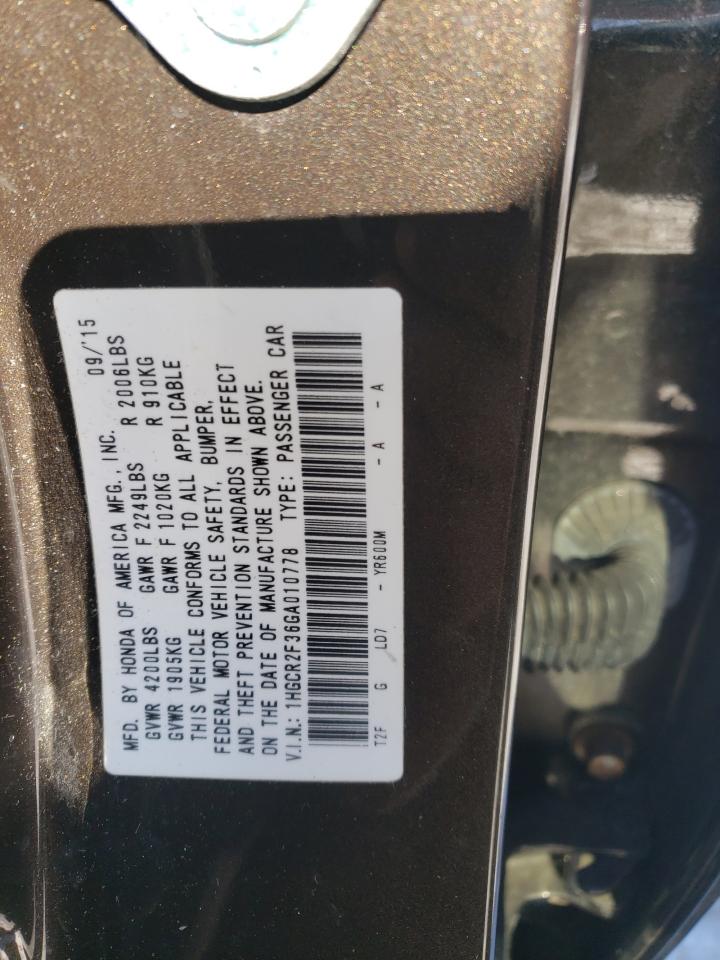 MFD. BY HONDA OF AMERICA MFG., INC. 09/'15
GVWR 4200LBS GAWR F 2249LBS R 2006LBS
GVWR 1905KG GAWR F 1020KG R 910KG
THIS VEHICLE CONFORMS TO ALL APPLICABLE
FEDERAL MOTOR VEHICLE SAFETY, BUMPER,
AND THEFT PREVENTION STANDARDS IN EFFECT
ON THE DATE OF MANUFACTURE SHOWN ABOVE.
V.I.N.: 1HGCR2F36GA010778 TYPE: PASSENGER CAR
T2F G LD7 - YR600M - A - A